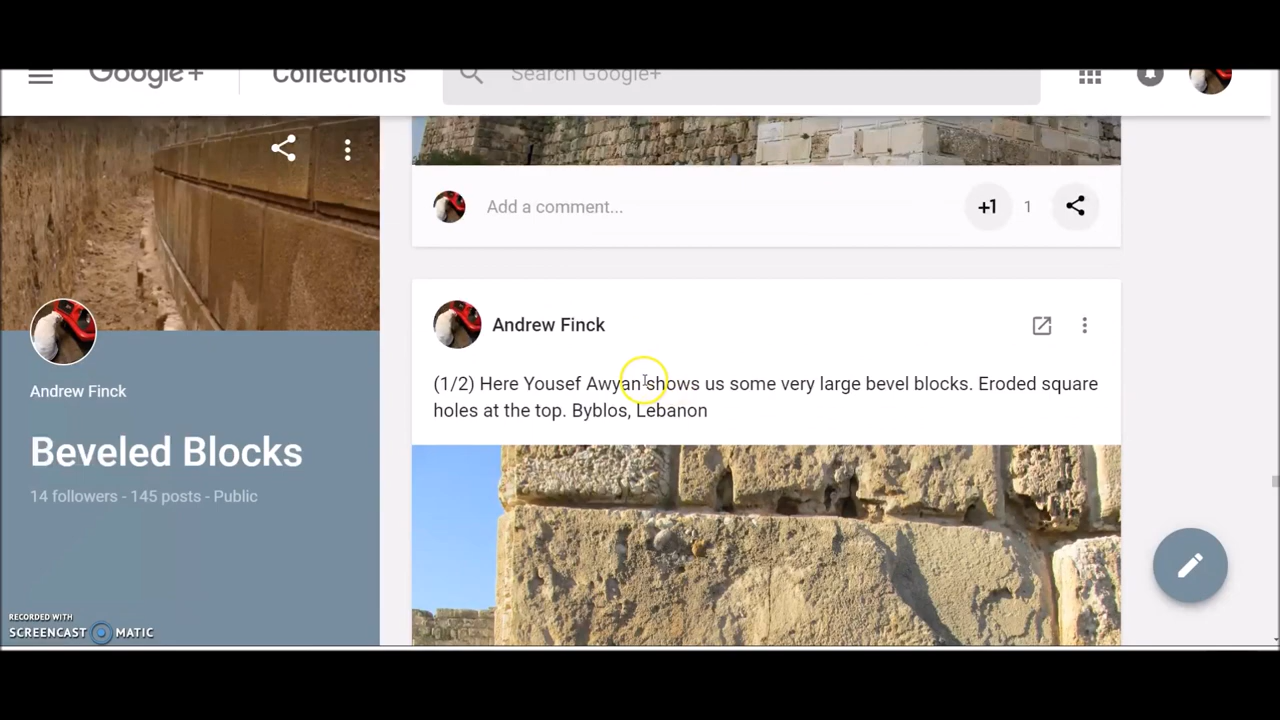 Google+
Collections
Search Google+
Add a comment...
+1
1
Andrew Finck
(1/2) Here Yousef Awyan shows us some very large bevel blocks. Eroded square
holes at the top. Byblos, Lebanon
Andrew Finck
Beveled Blocks
14 followers - 145 posts - Public
RECORDED WITH
SCREENCAST MATIC